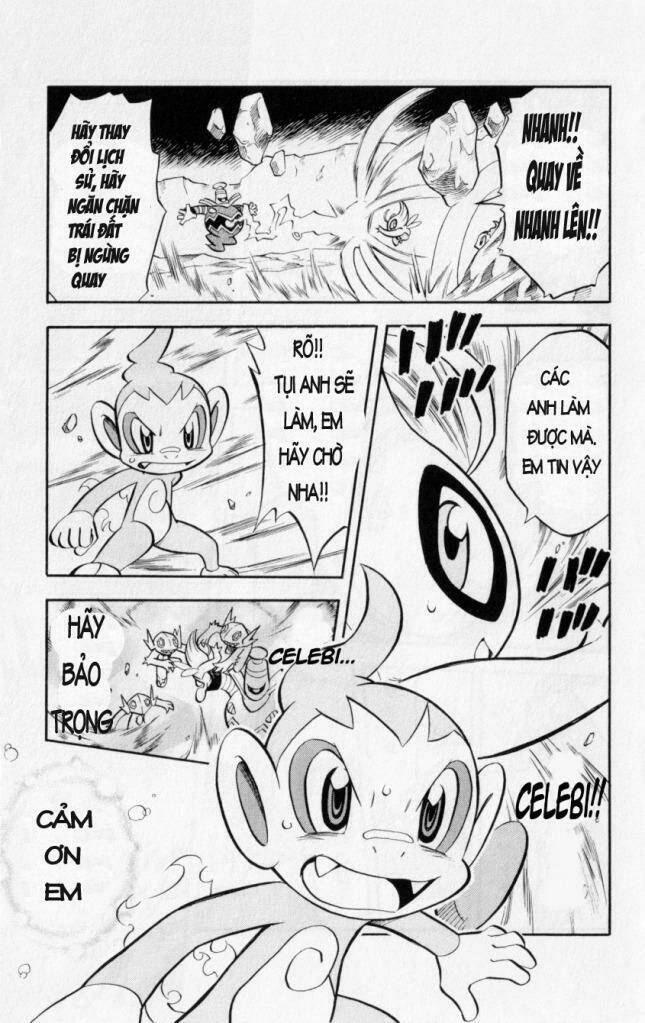 NHANH!!
QUAY VỀ
NHANH LÊN!!
HÃY THAY
ĐỔI LỊCH
SỬ, HÃY
NGĂN CHẶN
TRÁI ĐẤT
BỊ NGỪNG
QUAY
CÁC
ANH LÀM
ĐƯỢC MÀ.
EM TIN VẬY
RÕ!!
TỤI ANH SẼ
LÀM, EM
HÃY CHỜ
NHA!!
CELEBI...
HÃY
BẢO
TRỌNG
CELEBI!!
CẢM
ƠN
EM